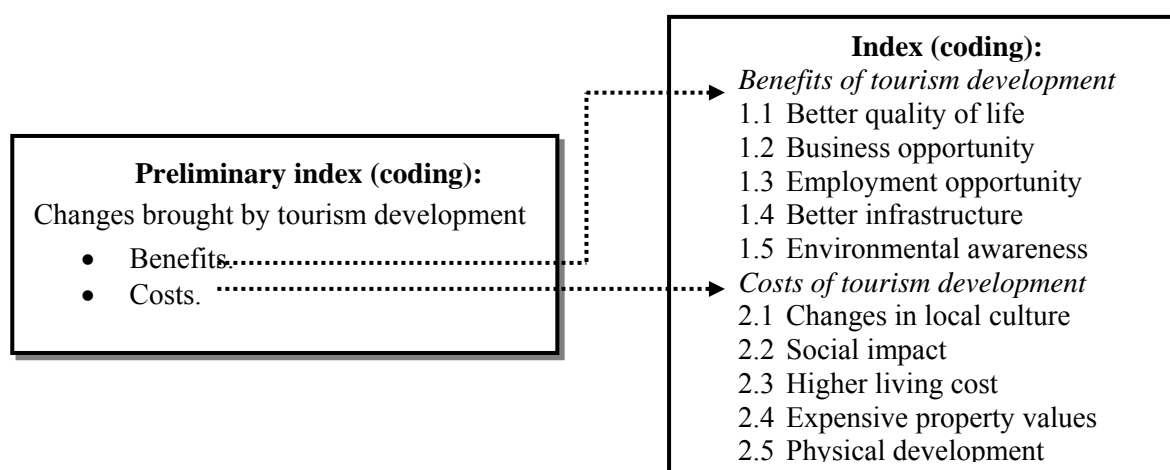 Preliminary index (coding):
Changes brought by tourism development
• Benefits.
• Costs.
Index (coding):
Benefits of tourism development
1.1 Better quality of life
1.2 Business opportunity
1.3 Employment opportunity
1.4 Better infrastructure
1.5 Environmental awareness
Costs of tourism development
2.1 Changes in local culture
2.2 Social impact
2.3 Higher living cost
2.4 Expensive property values
2.5 Physical development